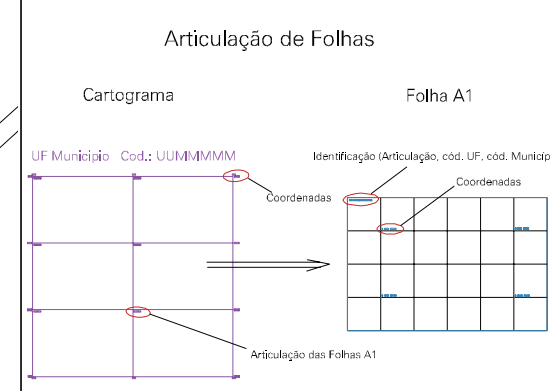 Articulação de Folhas
Cartograma
Folha A1
UF Municipio Cod.: UUMMMMM
Identificação (Articulação, cód. UF, cód. Municíp
Coordenadas
Coordenadas
Articulação das Folhas A1